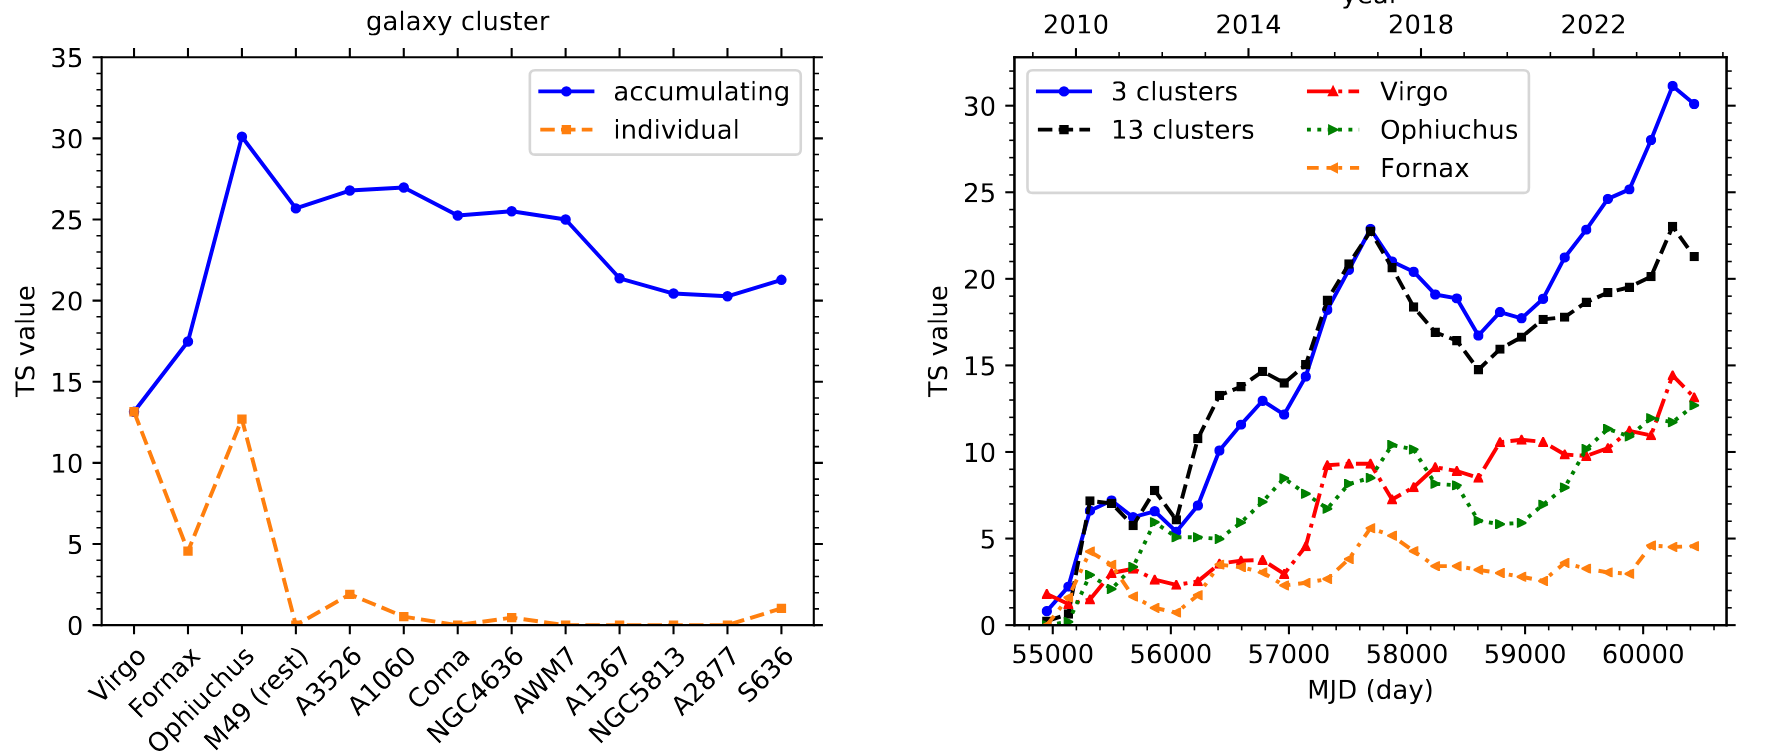 galaxy cluster
35
30
25
20
15
10
5
0
TS value
accumulating
individual
Virgo
Fornax
Ophiuchus
M49 (rest)
A3526
A1060
Coma
NGC4636
AWM7
A1367
NGC5813
A2877
S636
year
2010 2014 2018 2022
30
25
20
15
10
5
0
TS value
3 clusters
13 clusters
Virgo
Ophiuchus
Fornax
55000 56000 57000 58000 59000 60000
MJD (day)